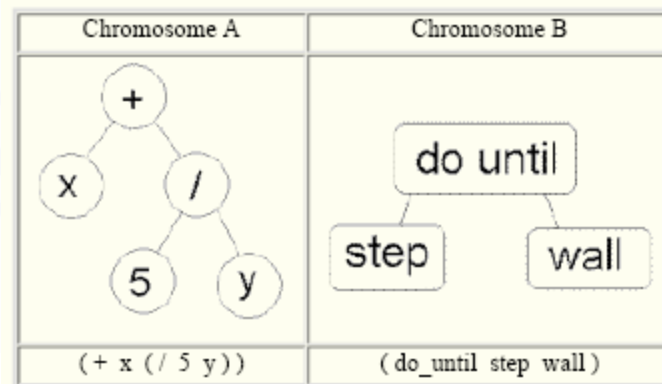 Chromosome A
Chromosome B
+
x
/
5
y
do until
step
wall
( + x ( / 5 y ) )
( do_until step wall )